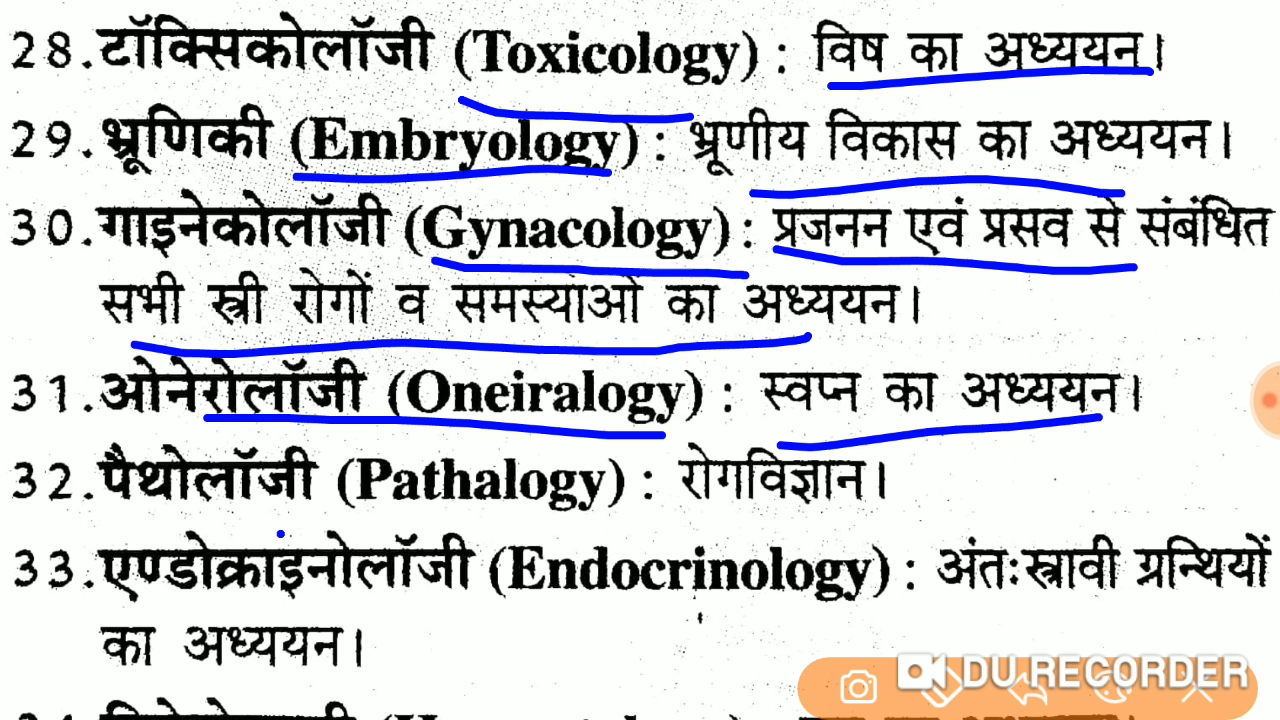 28. टॉक्सिकोलॉजी (Toxicology) : विष का अध्ययन।
29. भ्रूणिकी (Embryology) : भ्रूणीय विकास का अध्ययन।
30. गाइनेकोलॉजी (Gynacology) : प्रजनन एवं प्रसव से संबंधित
सभी स्त्री रोगों व समस्याओं का अध्ययन।
31. ओनेरोलॉजी (Oneiralogy) : स्वप्न का अध्ययन।
32. पैथोलॉजी (Pathalogy) : रोगविज्ञान।
33. एण्डोक्राइनोलॉजी (Endocrinology) : अंतःस्त्रावी ग्रन्थियों
का अध्ययन।
DU RECORDER